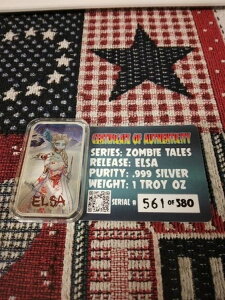 CERTIFICATE OF AUTHENTICITY
SERIES: ZOMBIE TALES
RELEASE: ELSA
PURITY: .999 SILVER
WEIGHT: 1 TROY OZ
SERIAL # 561 OF 580
ELSA